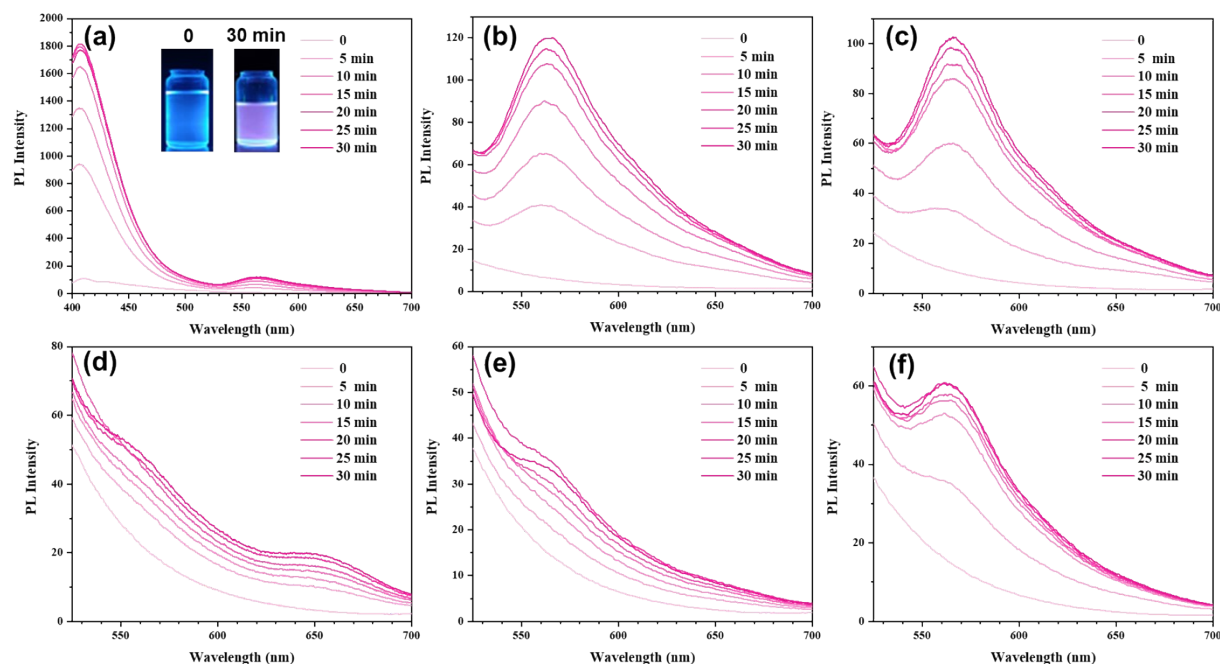 (a)
0
30 min
0
5 min
10 min
15 min
20 min
25 min
30 min
2000
1800
1600
1400
1200
1000
800
600
400
200
0
PL Intensity
400
450
500
550
600
650
700
Wavelength (nm)
(b)
0
5 min
10 min
15 min
20 min
25 min
30 min
120
100
80
60
40
20
0
PL Intensity
550
600
650
700
Wavelength (nm)
(c)
0
5 min
10 min
15 min
20 min
25 min
30 min
100
80
60
40
20
0
PL Intensity
550
600
650
700
Wavelength (nm)
(d)
0
5 min
10 min
15 min
20 min
25 min
30 min
80
60
40
20
0
PL Intensity
550
600
650
700
Wavelength (nm)
(e)
0
5 min
10 min
15 min
20 min
25 min
30 min
60
50
40
30
20
10
0
PL Intensity
550
600
650
700
Wavelength (nm)
(f)
0
5 min
10 min
15 min
20 min
25 min
30 min
60
40
20
0
PL Intensity
550
600
650
700
Wavelength (nm)